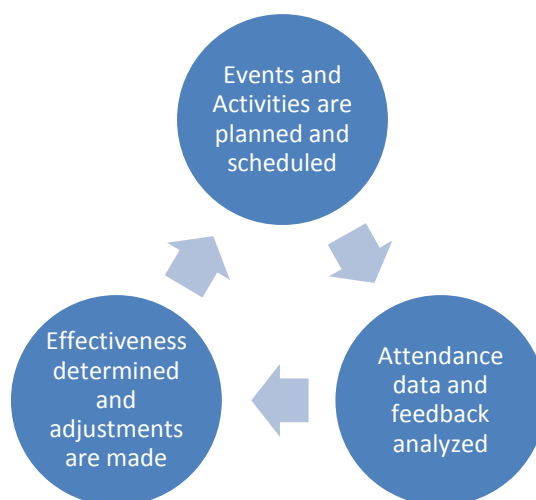 Events and
Activities are
planned and
scheduled
Attendance
data and
feedback
analyzed
Effectiveness
determined
and
adjustments
are made